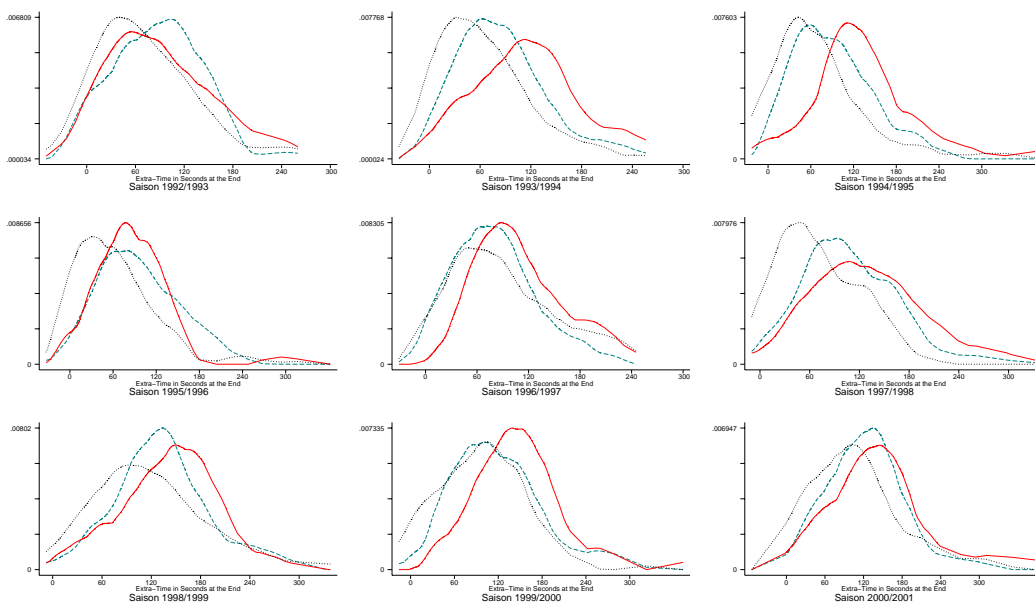 .006809
.000034
0 60 120 180 240 300
Extra−Time in Seconds at the End
Saison 1992/1993
.007768
.000024
0 60 120 180 240 300
Extra−Time in Seconds at the End
Saison 1993/1994
.007603
0
0 60 120 180 240 300
Extra−Time in Seconds at the End
Saison 1994/1995
.008656
0
0 60 120 180 240 300
Extra−Time in Seconds at the End
Saison 1995/1996
.008305
0
0 60 120 180 240 300
Extra−Time in Seconds at the End
Saison 1996/1997
.007976
0
0 60 120 180 240 300
Extra−Time in Seconds at the End
Saison 1997/1998
.00802
0
0 60 120 180 240 300
Extra−Time in Seconds at the End
Saison 1998/1999
.007335
0
0 60 120 180 240 300
Extra−Time in Seconds at the End
Saison 1999/2000
.006947
0
0 60 120 180 240 300
Extra−Time in Seconds at the End
Saison 2000/2001